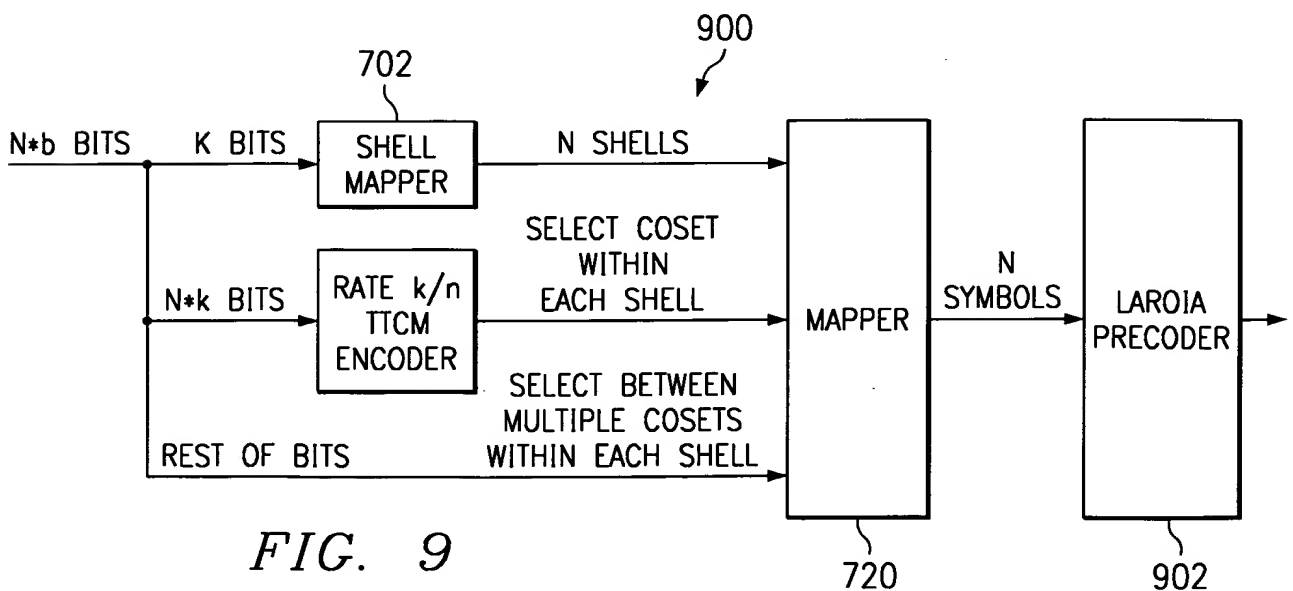 900
702
N*b BITS
K BITS
SHELL
MAPPER
N SHELLS
SELECT COSET
WITHIN
EACH SHELL
N*k BITS
RATE k/n
TTCM
ENCODER
MAPPER
N
SYMBOLS
LAROIA
PRECODER
SELECT BETWEEN
MULTIPLE COSETS
WITHIN EACH SHELL
REST OF BITS
FIG. 9
720
902